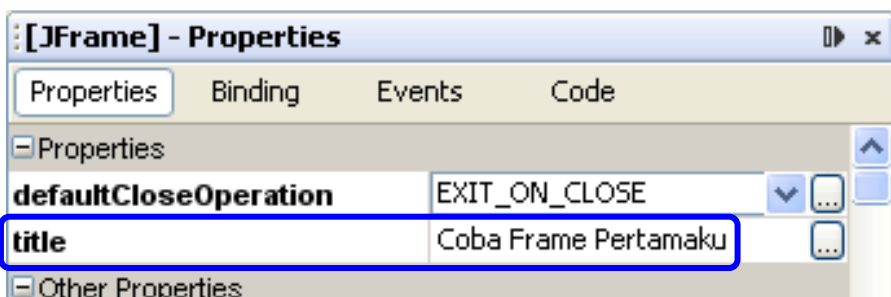 [JFrame] - Properties
Properties Binding Events Code
Properties
defaultCloseOperation EXIT_ON_CLOSE ...
title Coba Frame Pertamaku ...
Other Properties